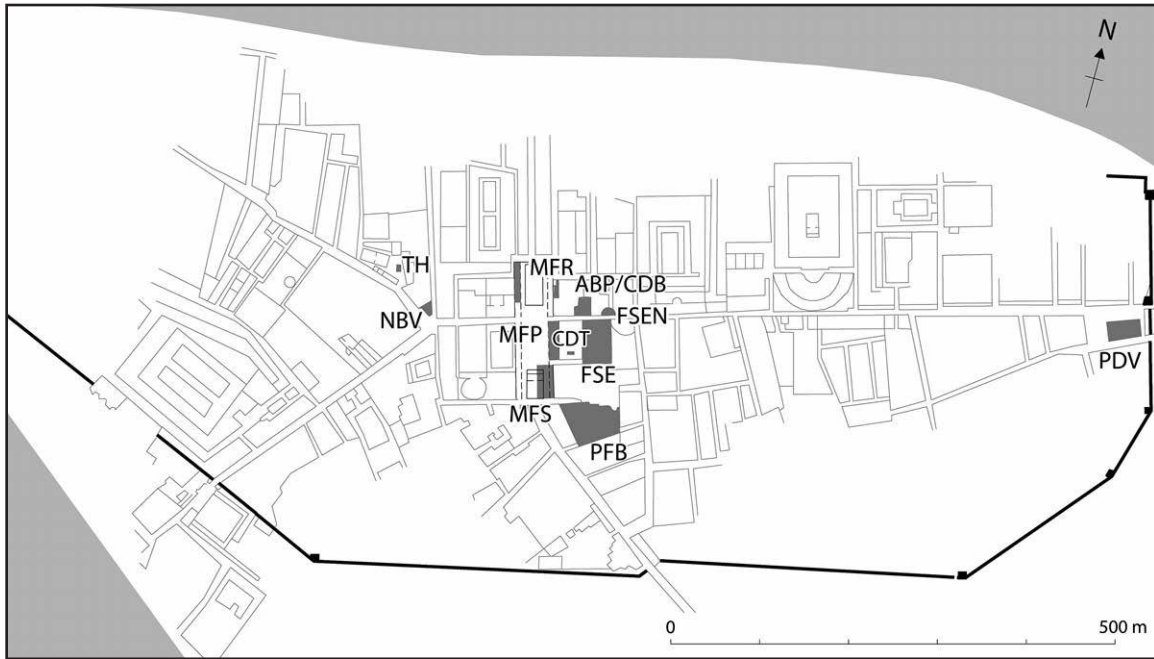 N
TH
MFR
ABP/CDB
NBV
FSEN
MFP
CDT
PDV
FSE
MFS
PFB
0
500 m